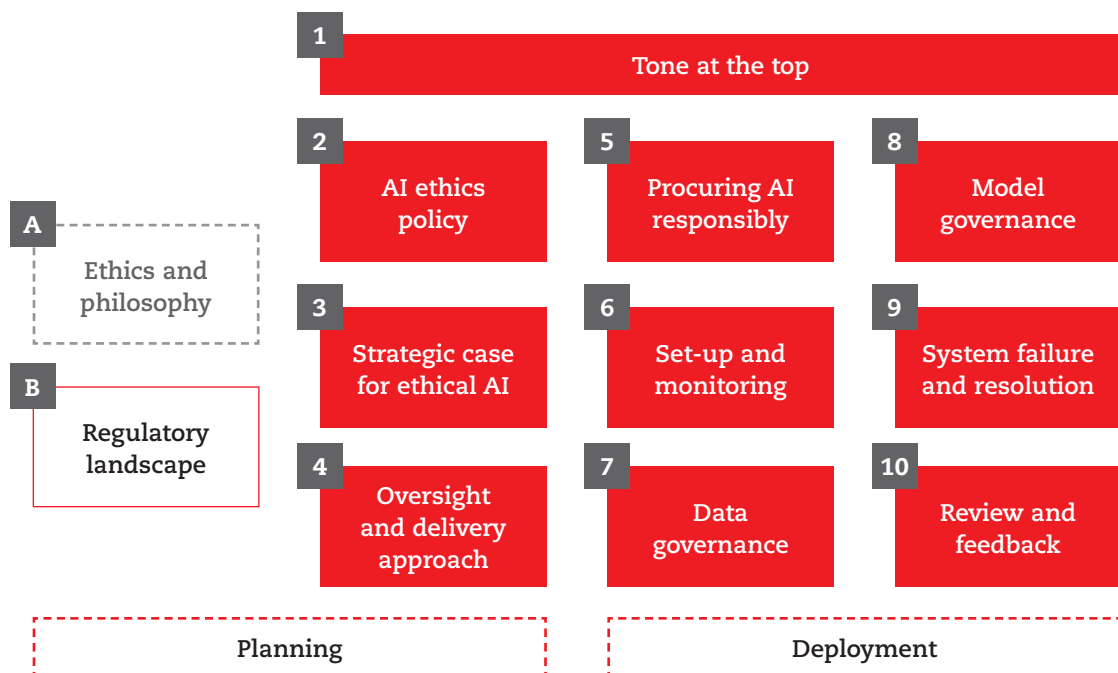 1
Tone at the top
A
Ethics and
philosophy
B
Regulatory
landscape
2
AI ethics
policy
3
Strategic case
for ethical AI
4
Oversight
and delivery
approach
5
Procuring AI
responsibly
6
Set-up and
monitoring
7
Data
governance
8
Model
governance
9
System failure
and resolution
10
Review and
feedback
Planning
Deployment